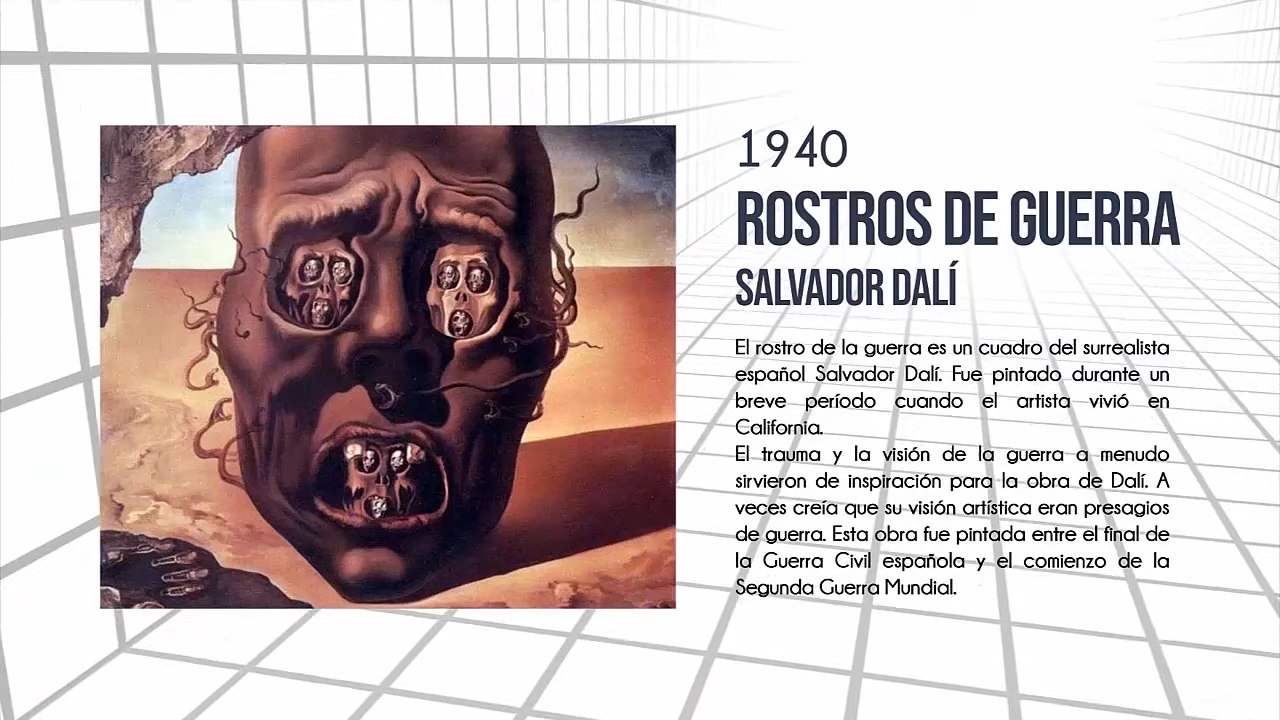 1940
ROSTROS DE GUERRA
SALVADOR DALÍ
El rostro de la guerra es un cuadro del surrealista
español Salvador Dalí. Fue pintado durante un
breve período cuando el artista vivió en
California.
El trauma y la visión de la guerra a menudo
sirvieron de inspiración para la obra de Dalí. A
veces creía que su visión artística eran presagios
de guerra. Esta obra fue pintada entre el final de
la Guerra Civil española y el comienzo de la
Segunda Guerra Mundial.